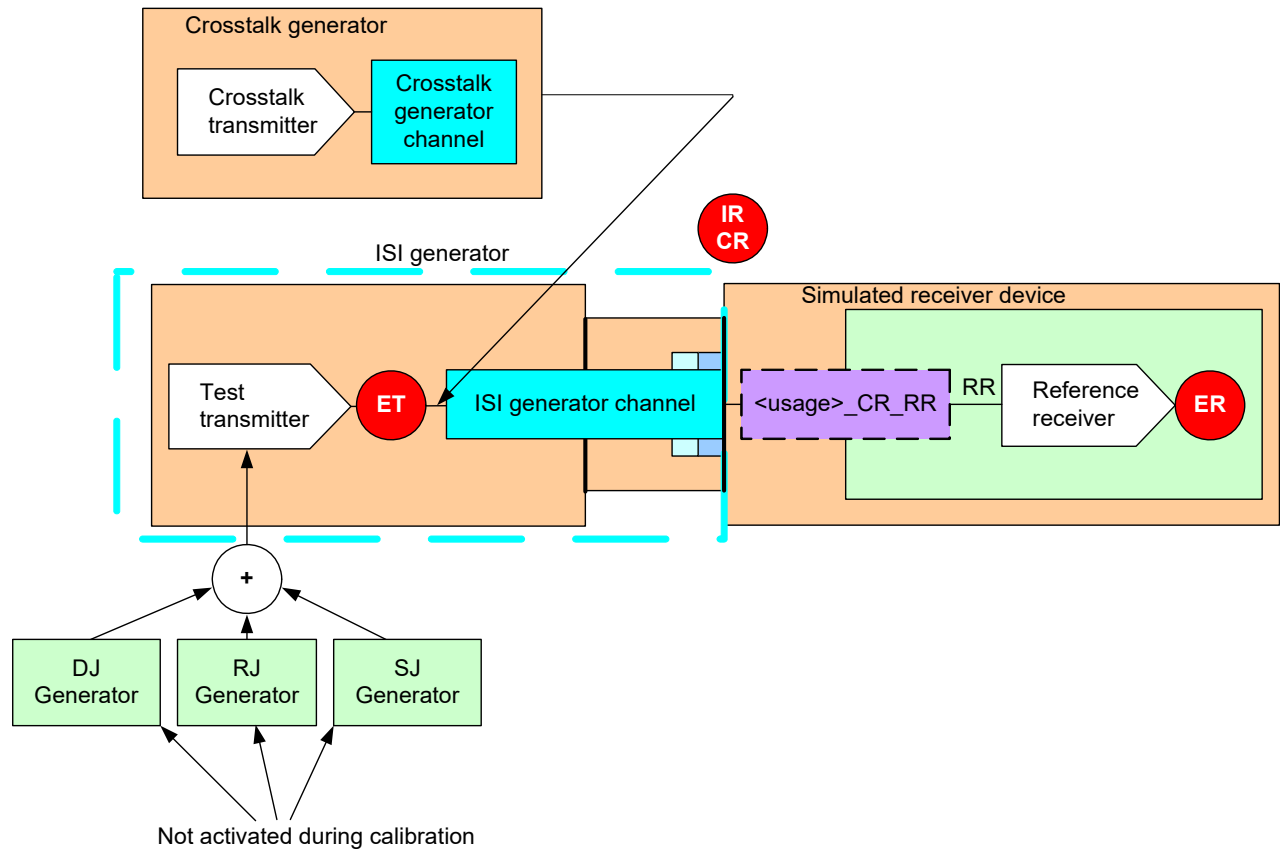 Crosstalk generator
Crosstalk
transmitter
Crosstalk
generator
channel
IR
CR
ISI generator
Simulated receiver device
Test
transmitter
ET
ISI generator channel
<usage>_CR_RR
RR
Reference
receiver
ER
+
DJ
Generator
RJ
Generator
SJ
Generator
Not activated during calibration